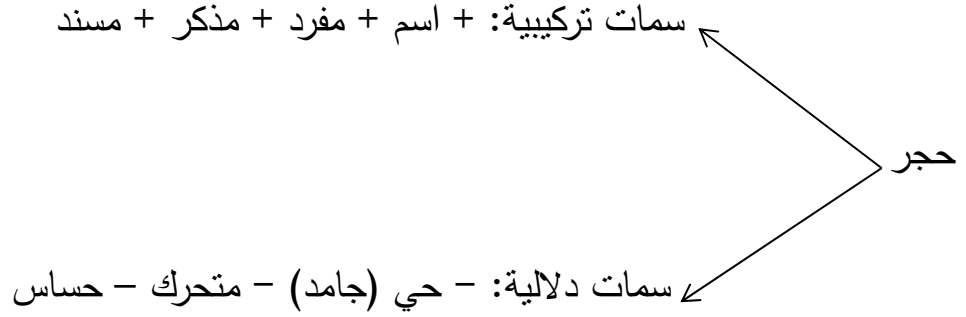 سمات تركيبية: + اسم + مفرد + مذكر + مسند
حجر
سمات دلالية: - حي (جامد) - متحرك – حساس